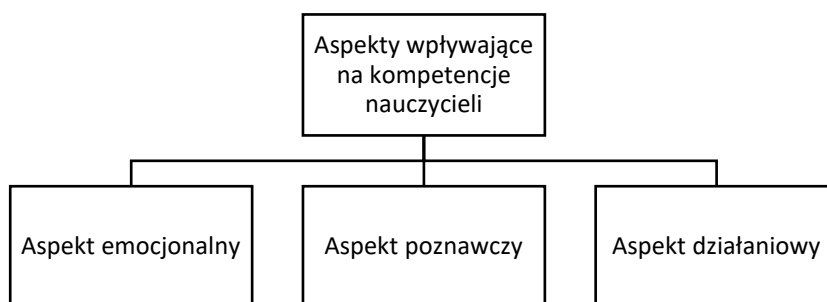 Aspekty wpływające
na kompetencje
nauczycieli
Aspekt emocjonalny
Aspekt poznawczy
Aspekt działaniowy